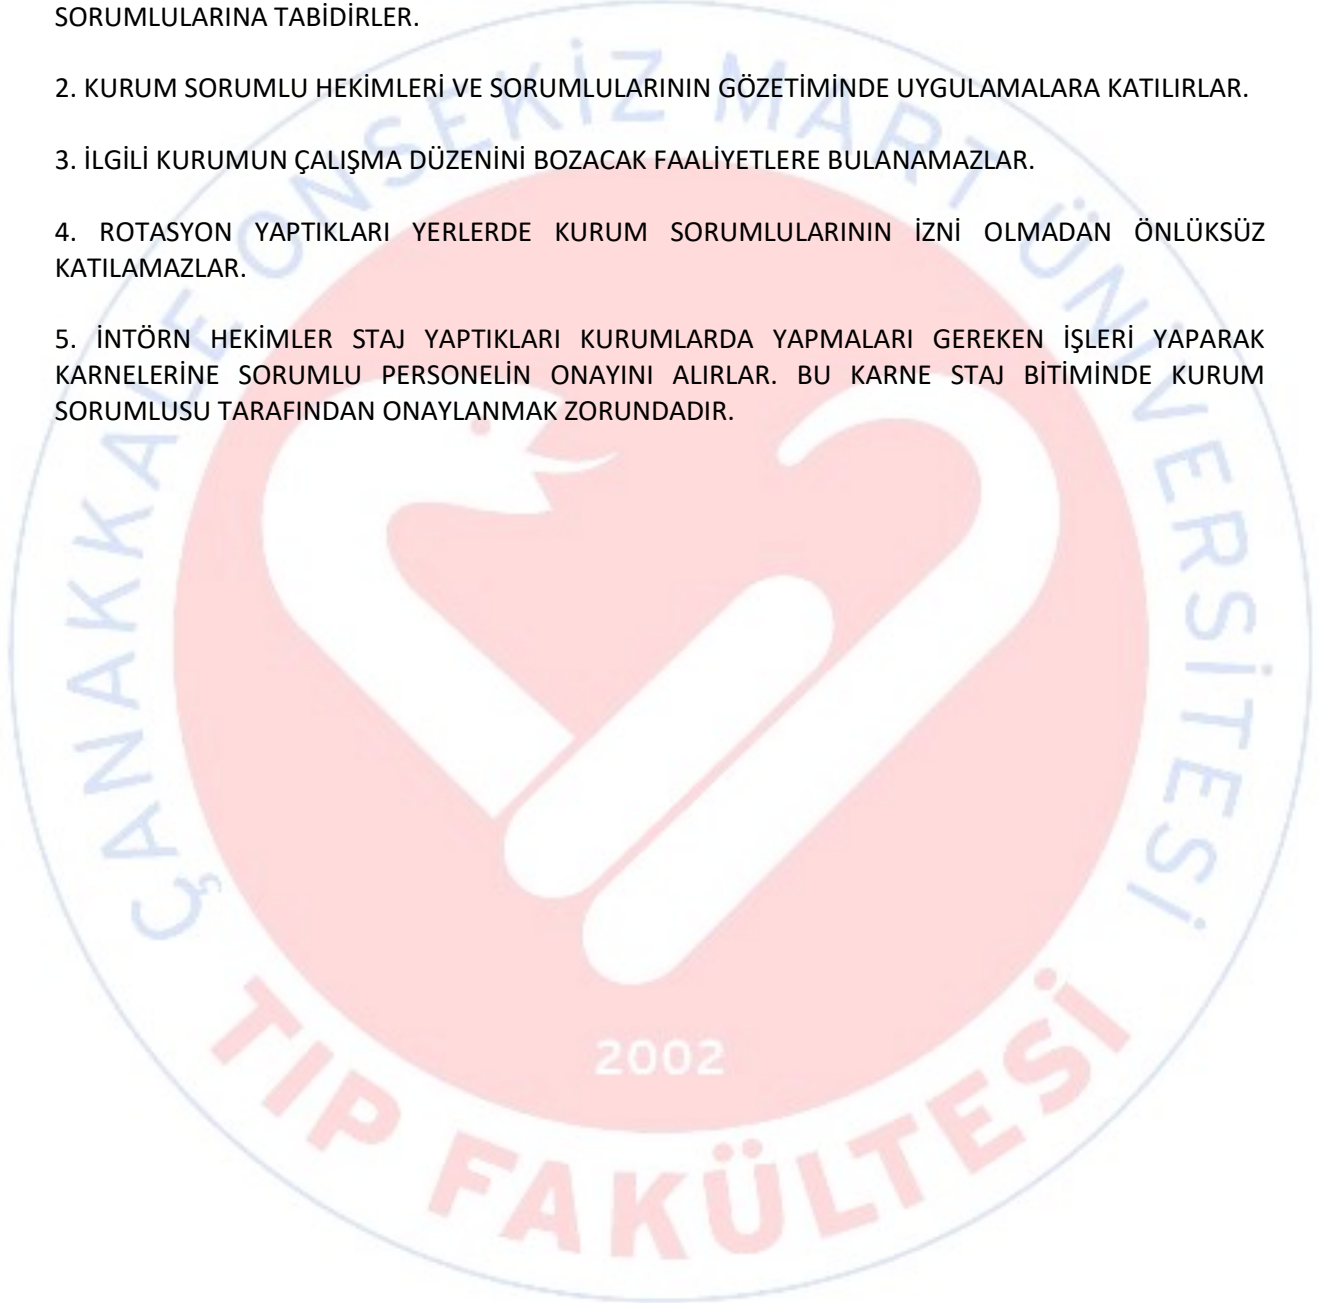 SORUMLULARINA TABİDİRLER.
2. KURUM SORUMLU HEKİMLERİ VE SORUMLULARININ GÖZETİMİNDE UYGULAMALARA KATILIRLAR.
3. İLGİLİ KURUMUN ÇALIŞMA DÜZENİNİ BOZACAK FAALİYETLERE BULANAMAZLAR.
4. ROTASYON YAPTIKLARI YERLERDE KURUM SORUMLULARININ İZNİ OLMADAN ÖNLÜKSÜZ
KATILAMAZLAR.
5. İNTÖRN HEKİMLER STAJ YAPTIKLARI KURUMLARDA YAPMALARI GEREKEN İŞLERİ YAPARAK
KARNELERİNE SORUMLU PERSONELİN ONAYINI ALIRLAR. BU KARNE STAJ BİTİMİNDE KURUM
SORUMLUSU TARAFINDAN ONAYLANMAK ZORUNDADIR.
ÇANAKKALE ONSEKİZ MART ÜNİVERSİTESİ
2002
TIP FAKÜLTESİ